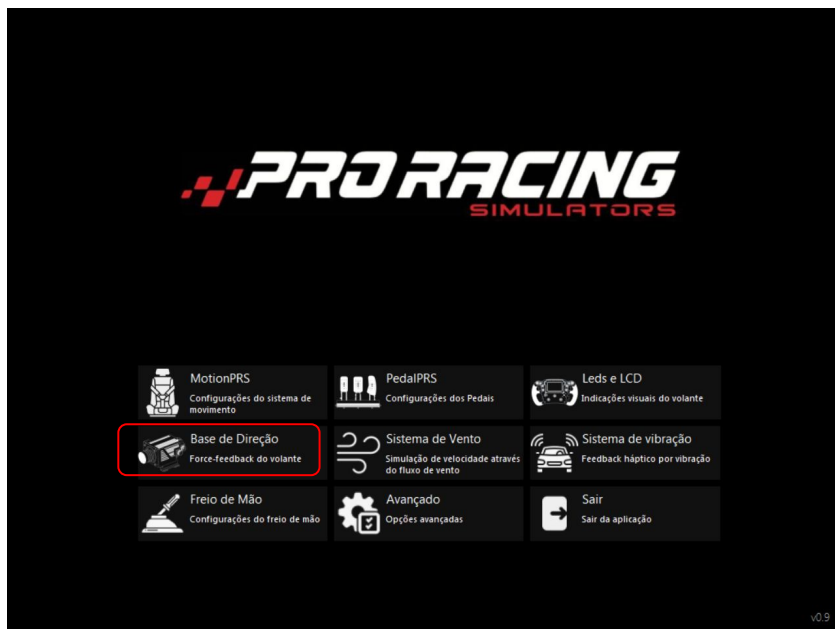 PRO RACING
SIMULATORS
MotionPRS
Configurações do sistema de
movimento
PedalPRS
Configurações dos Pedais
Leds e LCD
Indicações visuais do volante
Base de Direção
Force-feedback do volante
Sistema de Vento
Simulação de velocidade através
do fluxo de vento
Sistema de vibração
Feedback háptico por vibração
Freio de Mão
Configurações do freio de mão
Avançado
Opções avançadas
Sair
Sair da aplicação
v0.9